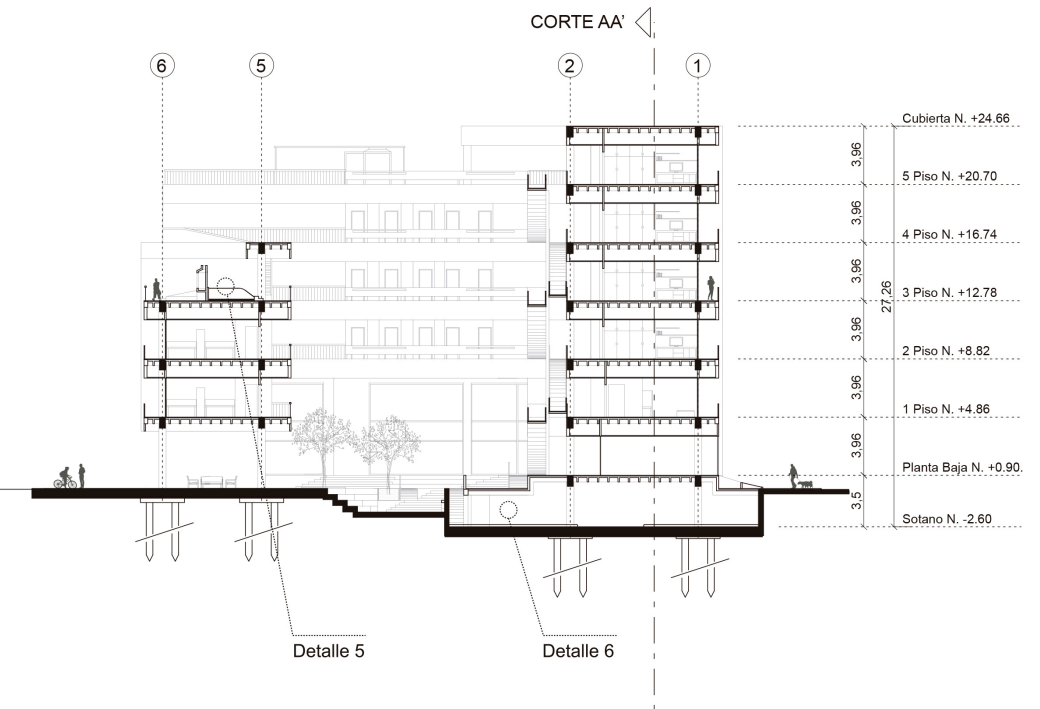 CORTE AA'
6
5
2
1
Cubierta N. +24.66
3,96
5 Piso N. +20.70
3,96
4 Piso N. +16.74
3,96
3 Piso N. +12.78
27,26
3,96
2 Piso N. +8.82
3,96
1 Piso N. +4.86
3,96
Planta Baja N. +0.90.
3.5
Sotano N. -2.60
Detalle 5
Detalle 6